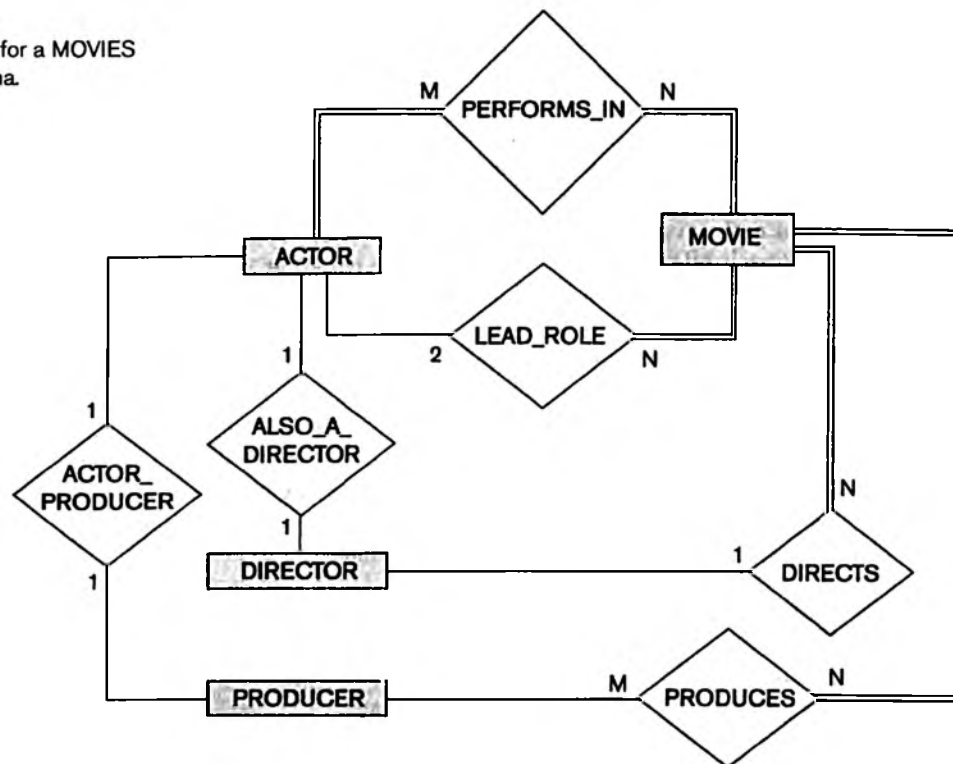 for a MOVIES
na.
M
PERFORMS_IN
N
MOVIE
ACTOR
LEAD_ROLE
2
N
1
1
ALSO_A_
DIRECTOR
ACTOR_
PRODUCER
N
1
1
DIRECTOR
1
DIRECTS
1
PRODUCER
M
PRODUCES
N